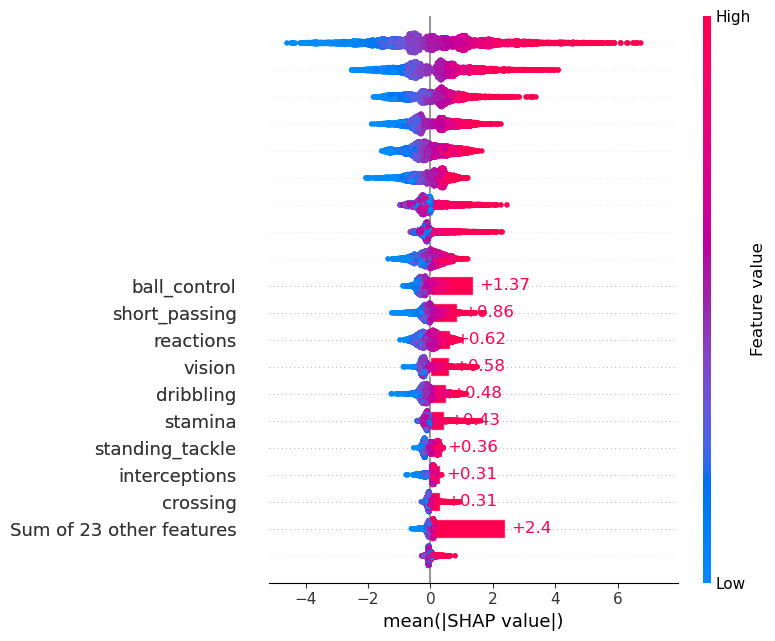 High
ball_control +1.37
short_passing +0.86
reactions +0.62
vision +0.58
dribbling +0.48
stamina +0.43
standing_tackle +0.36
interceptions +0.31
crossing +0.31
Sum of 23 other features +2.4
Low
−4 −2 0 2 4 6
mean(|SHAP value|)
Feature value